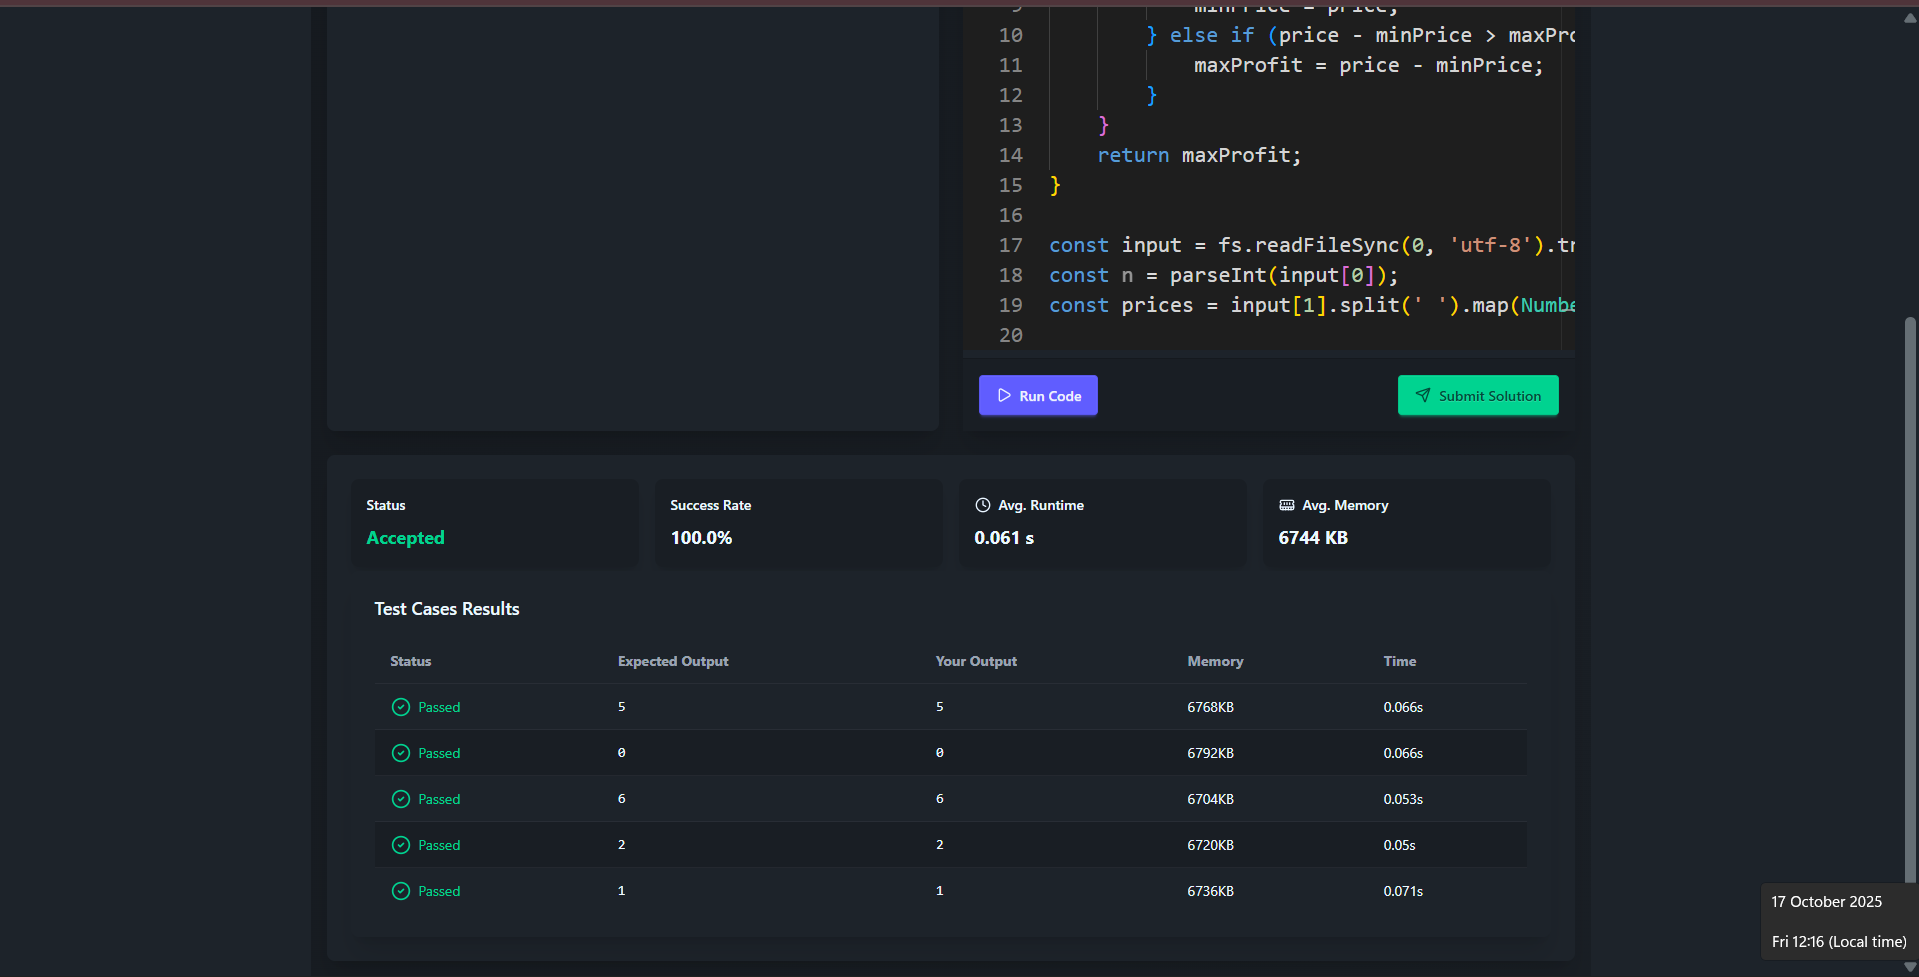 9 minPrice = price;
10 } else if (price - minPrice > maxPro
11 maxProfit = price - minPrice;
12 }
13 }
14 return maxProfit;
15 }
16
17 const input = fs.readFileSync(0, 'utf-8').tr
18 const n = parseInt(input[0]);
19 const prices = input[1].split(' ').map(Numbe
20
Run Code Submit Solution
Status Success Rate Avg. Runtime Avg. Memory
Accepted 100.0% 0.061 s 6744 KB
Test Cases Results
Status Expected Output Your Output Memory Time
Passed 5 5 6768KB 0.066s
Passed 0 0 6792KB 0.066s
Passed 6 6 6704KB 0.053s
Passed 2 2 6720KB 0.05s
Passed 1 1 6736KB 0.071s
17 October 2025
Fri 12:16 (Local time)